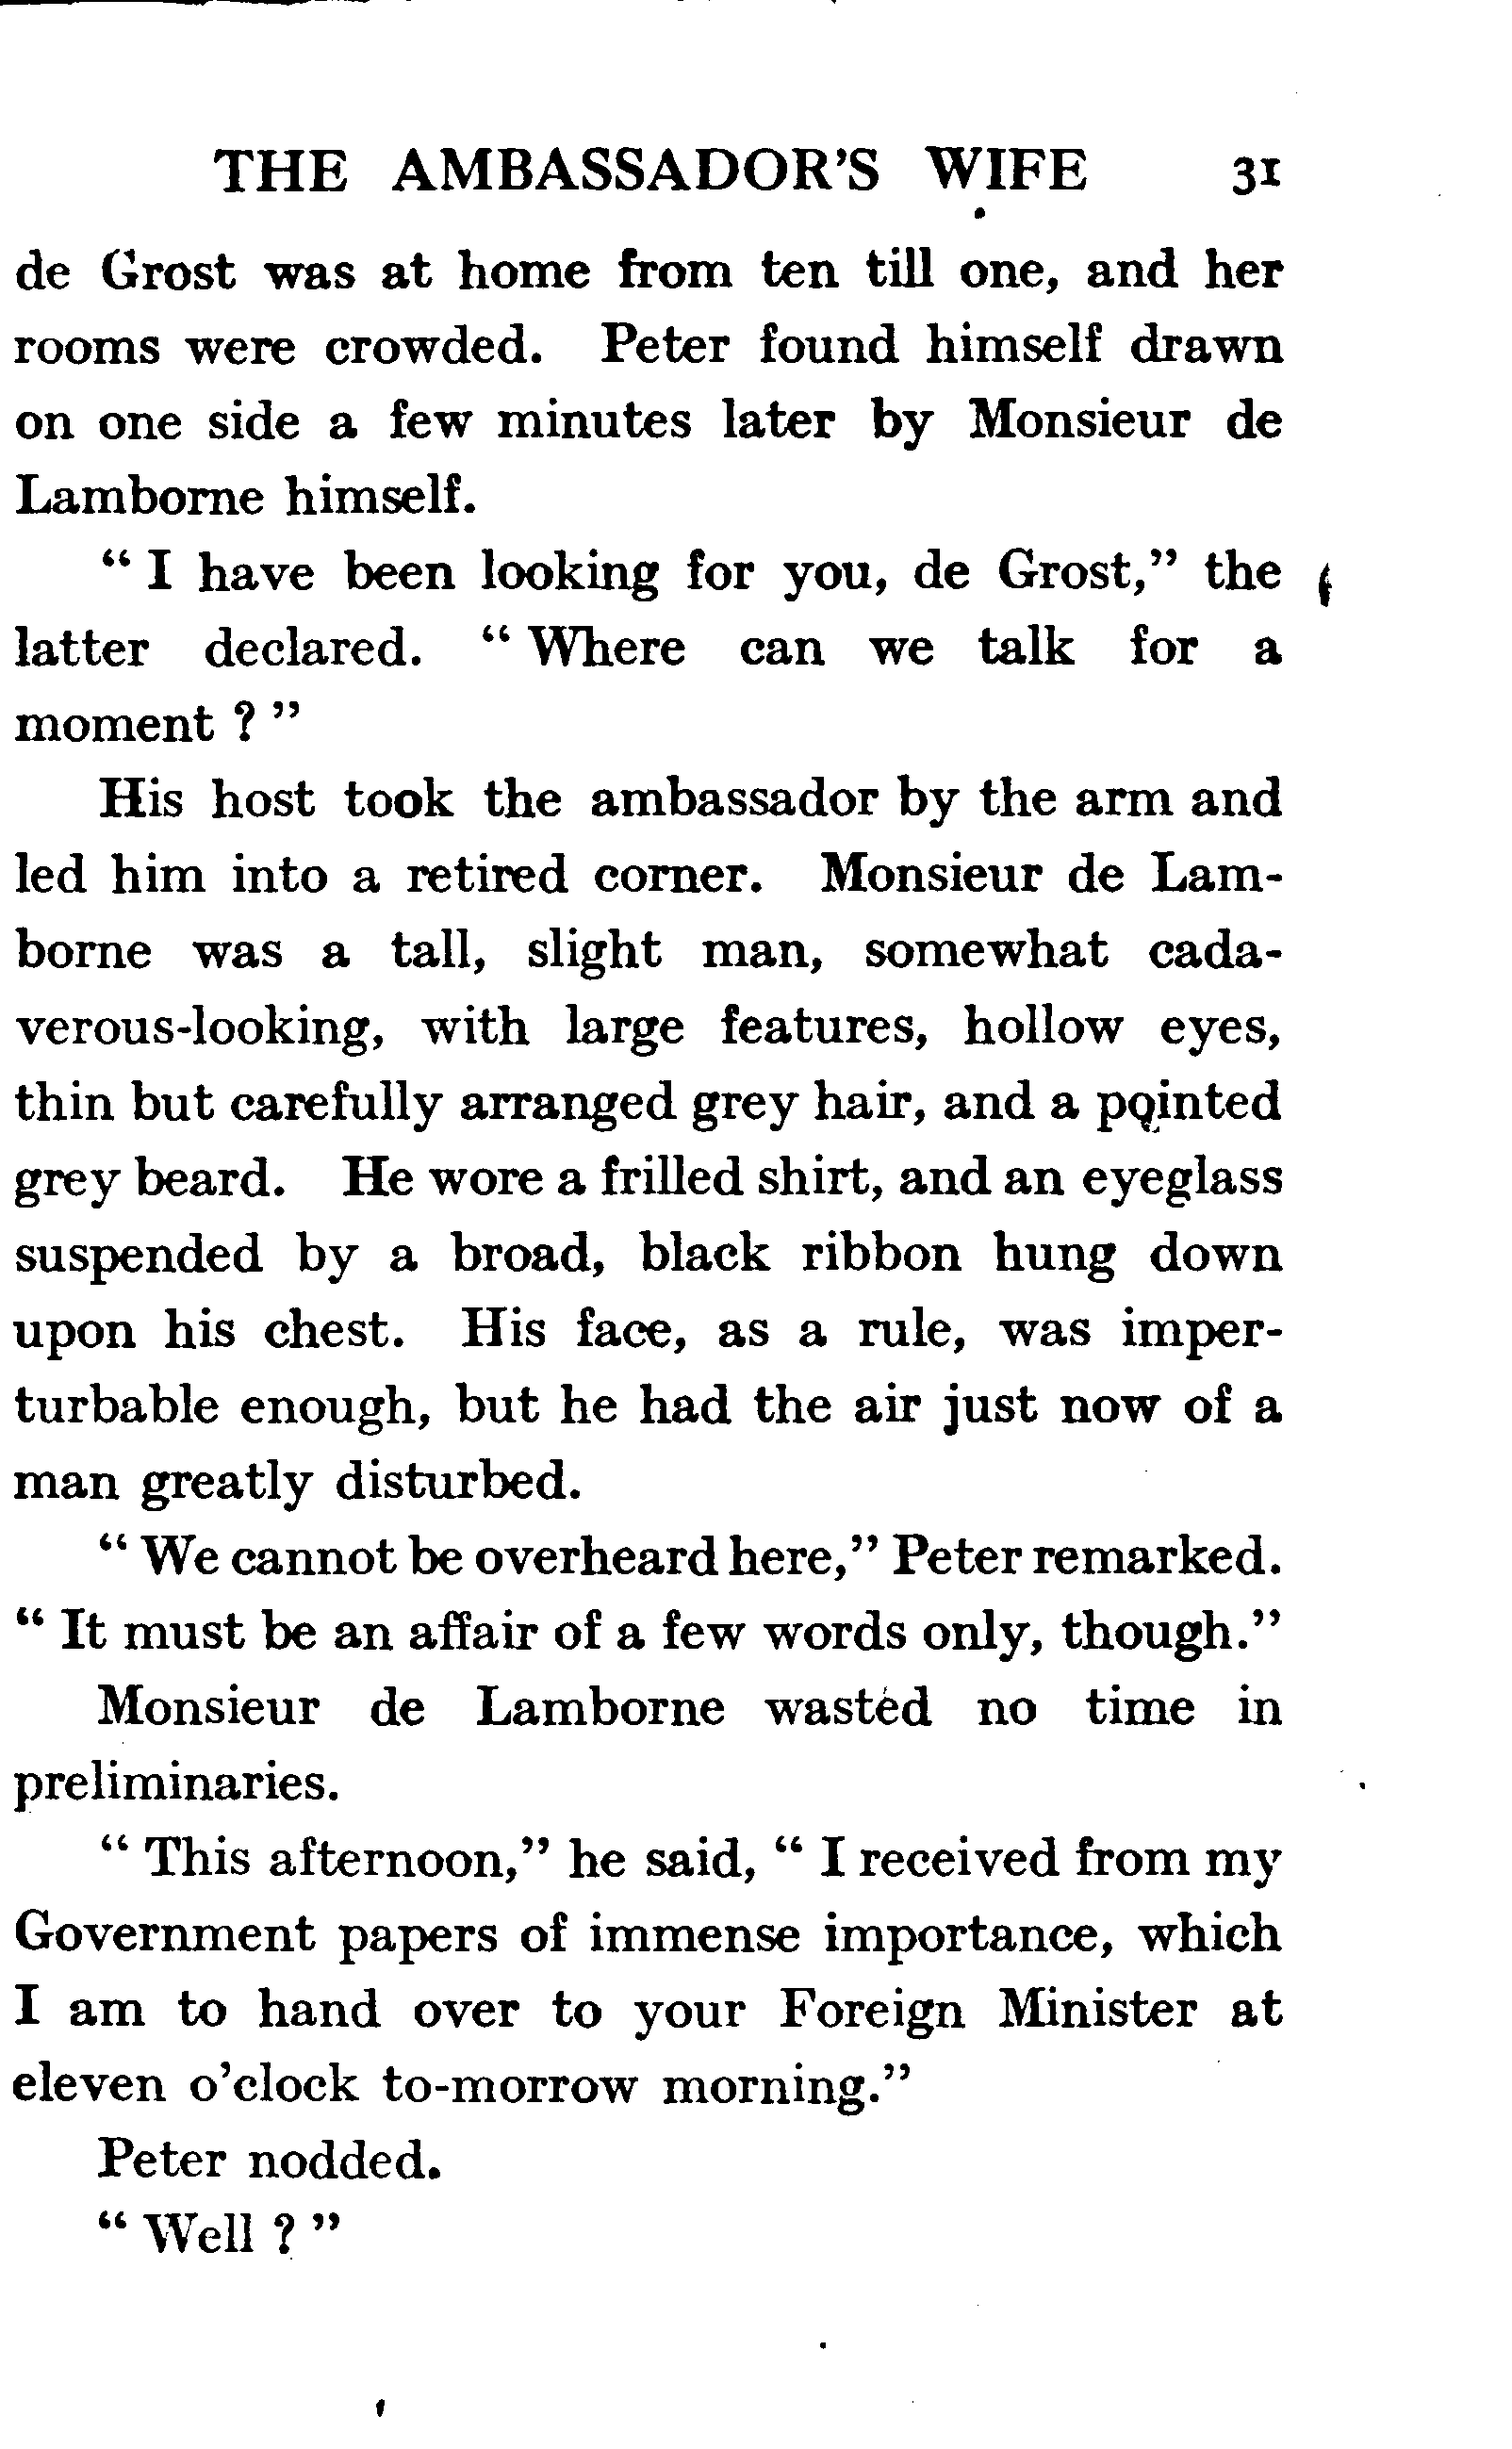 THE AMBASSADOR'S WIFE 31
de Grost was at home from ten till one, and her
rooms were crowded. Peter found himself drawn
on one side a few minutes later by Monsieur de
Lamborne himself.
“ I have been looking for you, de Grost,” the
latter declared. “ Where can we talk for a
moment ? ”
His host took the ambassador by the arm and
led him into a retired corner. Monsieur de Lam-
borne was a tall, slight man, somewhat cada-
verous-looking, with large features, hollow eyes,
thin but carefully arranged grey hair, and a pointed
grey beard. He wore a frilled shirt, and an eyeglass
suspended by a broad, black ribbon hung down
upon his chest. His face, as a rule, was imper-
turbable enough, but he had the air just now of a
man greatly disturbed.
“ We cannot be overheard here,” Peter remarked.
“ It must be an affair of a few words only, though.”
Monsieur de Lamborne wasted no time in
preliminaries.
“ This afternoon,” he said, “ I received from my
Government papers of immense importance, which
I am to hand over to your Foreign Minister at
eleven o'clock to-morrow morning.”
Peter nodded.
“ Well ? ”